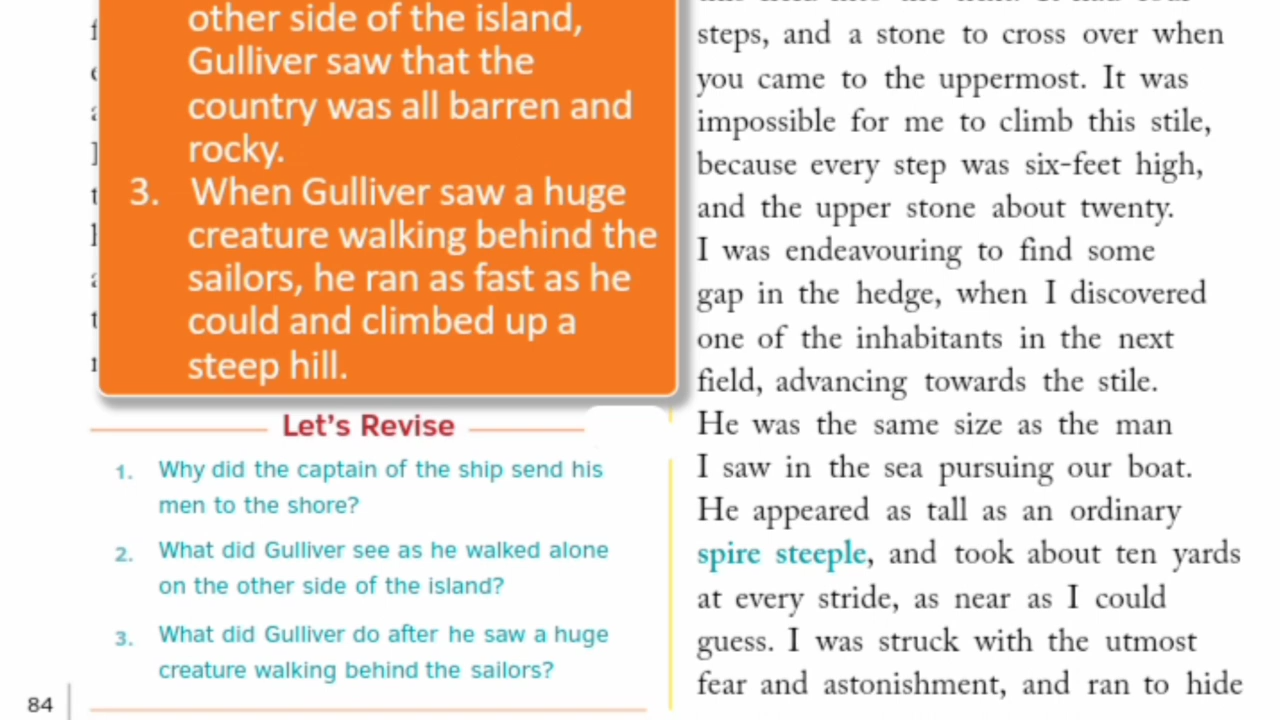 other side of the island,
Gulliver saw that the
country was all barren and
rocky.
3. When Gulliver saw a huge
creature walking behind the
sailors, he ran as fast as he
could and climbed up a
steep hill.
Let's Revise
1. Why did the captain of the ship send his
men to the shore?
2. What did Gulliver see as he walked alone
on the other side of the island?
3. What did Gulliver do after he saw a huge
creature walking behind the sailors?
84
steps, and a stone to cross over when
you came to the uppermost. It was
impossible for me to climb this stile,
because every step was six-feet high,
and the upper stone about twenty.
I was endeavouring to find some
gap in the hedge, when I discovered
one of the inhabitants in the next
field, advancing towards the stile.
He was the same size as the man
I saw in the sea pursuing our boat.
He appeared as tall as an ordinary
spire steeple, and took about ten yards
at every stride, as near as I could
guess. I was struck with the utmost
fear and astonishment, and ran to hide